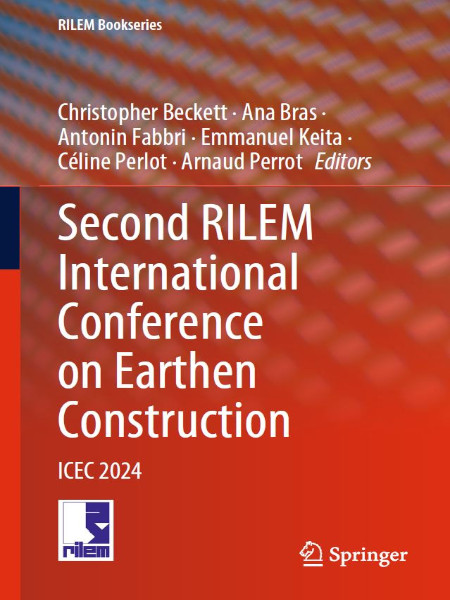 RILEM Bookseries
Christopher Beckett · Ana Bras ·
Antonin Fabbri · Emmanuel Keita ·
Céline Perlot · Arnaud Perrot Editors
Second RILEM
International
Conference
on Earthen
Construction
ICEC 2024
rilem
Springer